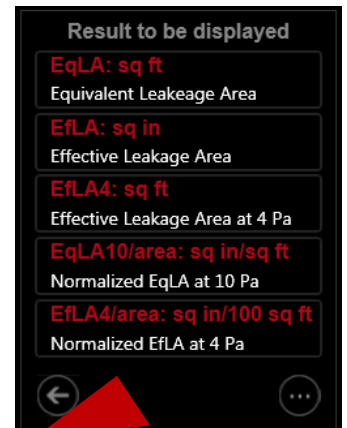 Result to be displayed
EqLA: sq ft
Equivalent Leakeage Area
EfLA: sq in
Effective Leakage Area
EfLA4: sq ft
Effective Leakage Area at 4 Pa
EqLA10/area: sq in/sq ft
Normalized EqLA at 10 Pa
EfLA4/area: sq in/100 sq ft
Normalized EfLA at 4 Pa